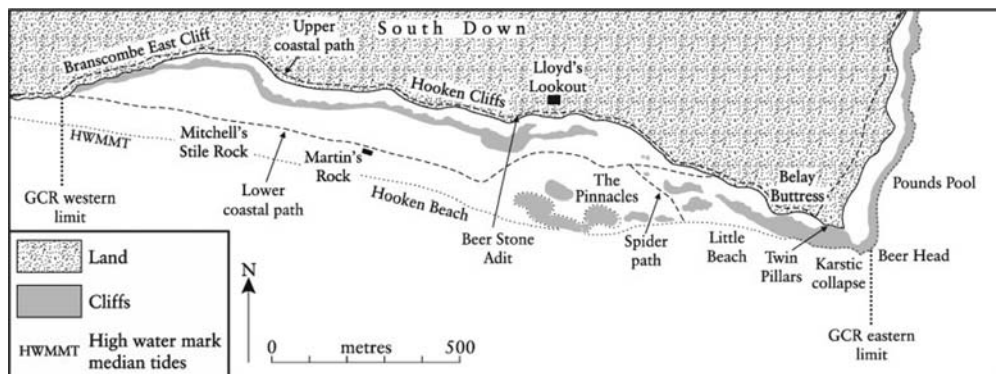 South Down
Upper
coastal path
Branscombe East Cliff
Hooken Cliffs
Lloyd's
Lookout
HWMMT
Mitchell's
Stile Rock
Martin's
Rock
Lower
coastal path
Hooken Beach
GCR western
limit
The
Pinnacles
Beer Stone
Adit
Spider
path
Little
Beach
Belay
Buttress
Twin
Pillars
Karstic
collapse
Pounds Pool
Beer Head
GCR eastern
limit
Land
Cliffs
HWMMT High water mark
median tides
N
0 metres 500